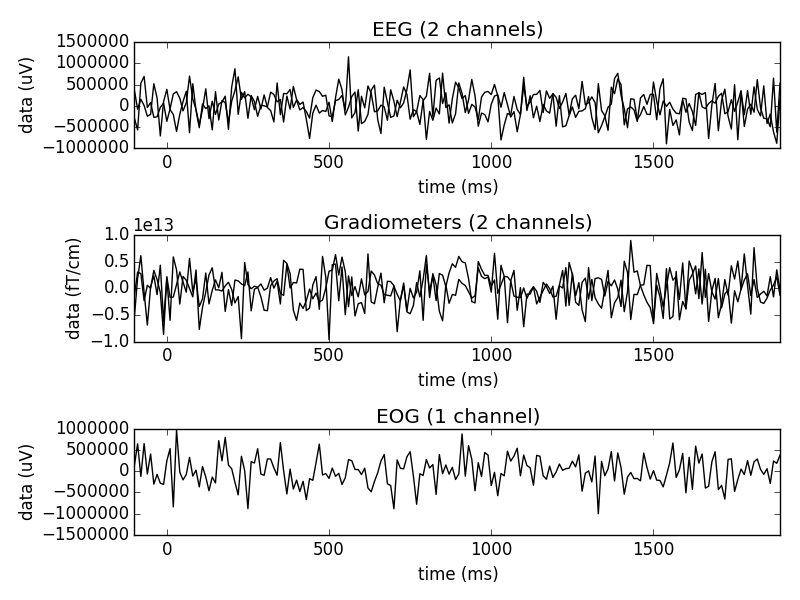 EEG (2 channels)
1500000
1000000
500000
0
−500000
−1000000
data (uV)
0 500 1000 1500
time (ms)
1e13
Gradiometers (2 channels)
1.0
0.5
0.0
−0.5
−1.0
data (fT/cm)
0 500 1000 1500
time (ms)
EOG (1 channel)
1000000
500000
0
−500000
−1000000
−1500000
data (uV)
0 500 1000 1500
time (ms)